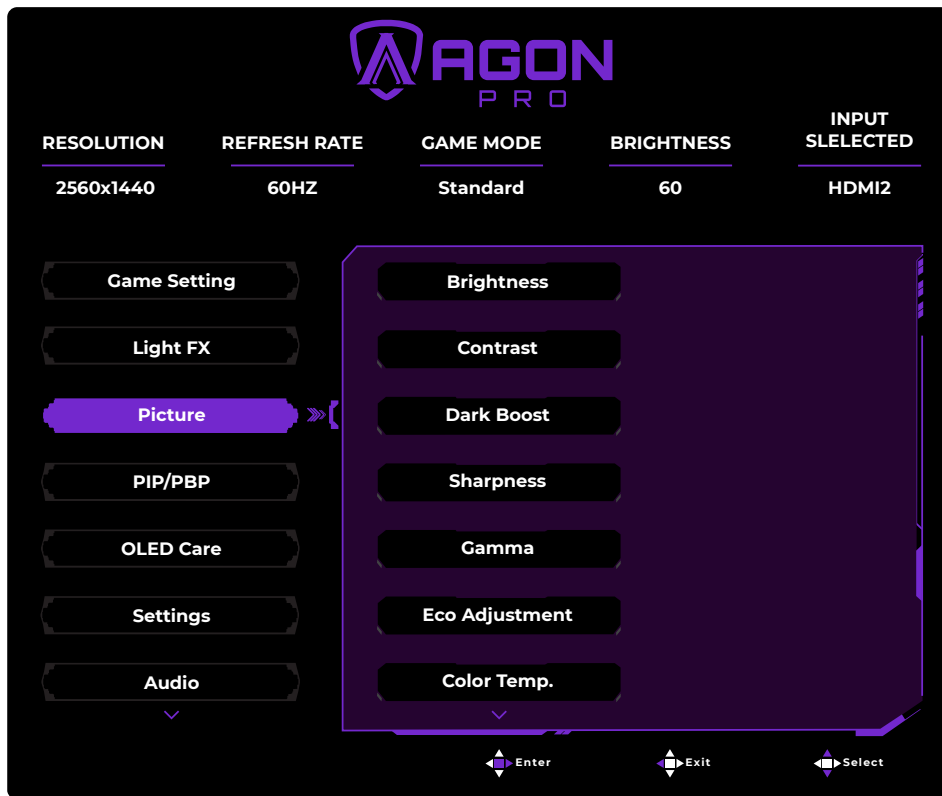 AGON
PRO
RESOLUTION
REFRESH RATE
GAME MODE
BRIGHTNESS
INPUT
SLELECTED
2560x1440
60HZ
Standard
60
HDMI2
Game Setting
Light FX
Picture
PIP/PBP
OLED Care
Settings
Audio
Brightness
Contrast
Dark Boost
Sharpness
Gamma
Eco Adjustment
Color Temp.
Enter
Exit
Select